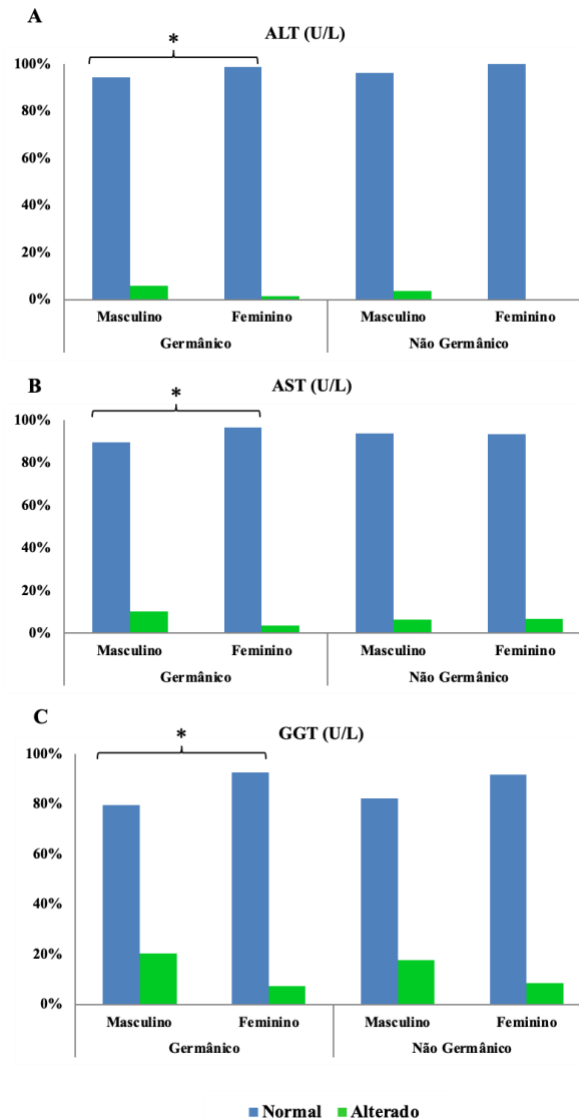 A
ALT (U/L)
*
100%
80%
60%
40%
20%
0%
Masculino Feminino Masculino Feminino
Germânico Não Germânico
B
AST (U/L)
*
100%
80%
60%
40%
20%
0%
Masculino Feminino Masculino Feminino
Germânico Não Germânico
C
GGT (U/L)
*
100%
80%
60%
40%
20%
0%
Masculino Feminino Masculino Feminino
Germânico Não Germânico
Normal Alterado